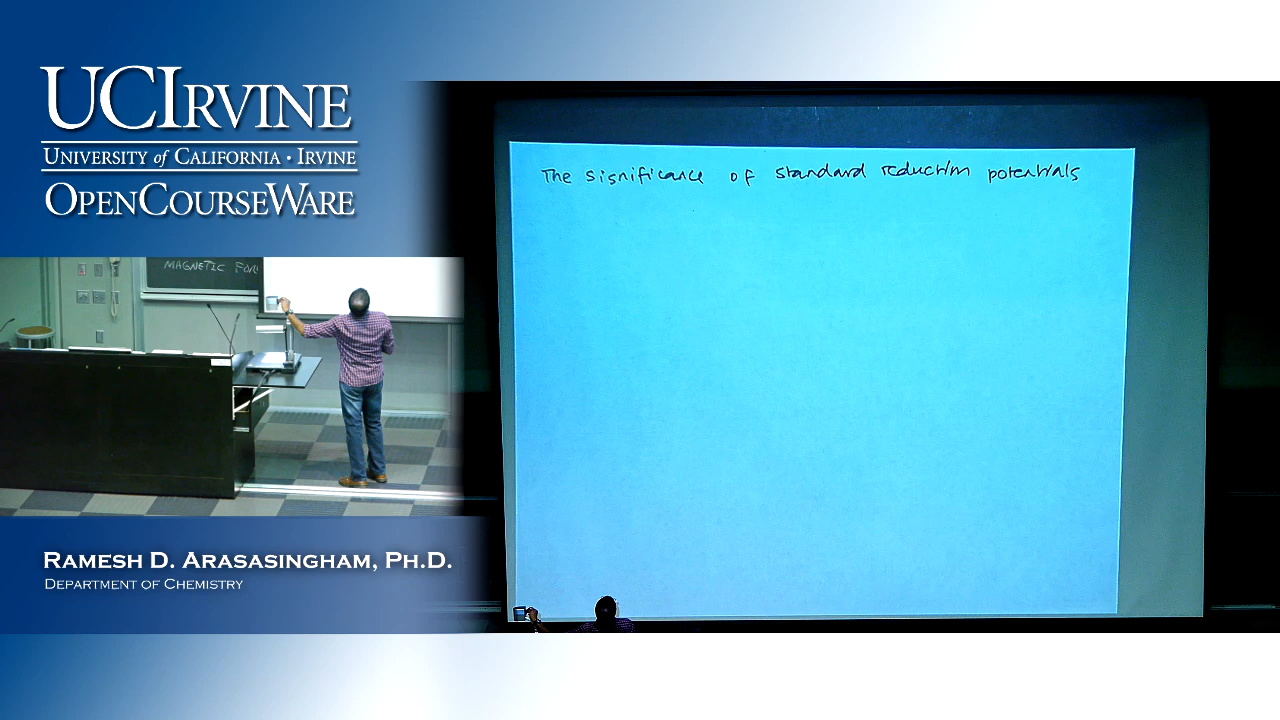 UCIRVINE
UNIVERSITY of CALIFORNIA · IRVINE
OPENCOURSEWARE
MAGNETIC
The significance of standard reduction potentials
RAMESH D. ARASASINGHAM, PH.D.
DEPARTMENT OF CHEMISTRY